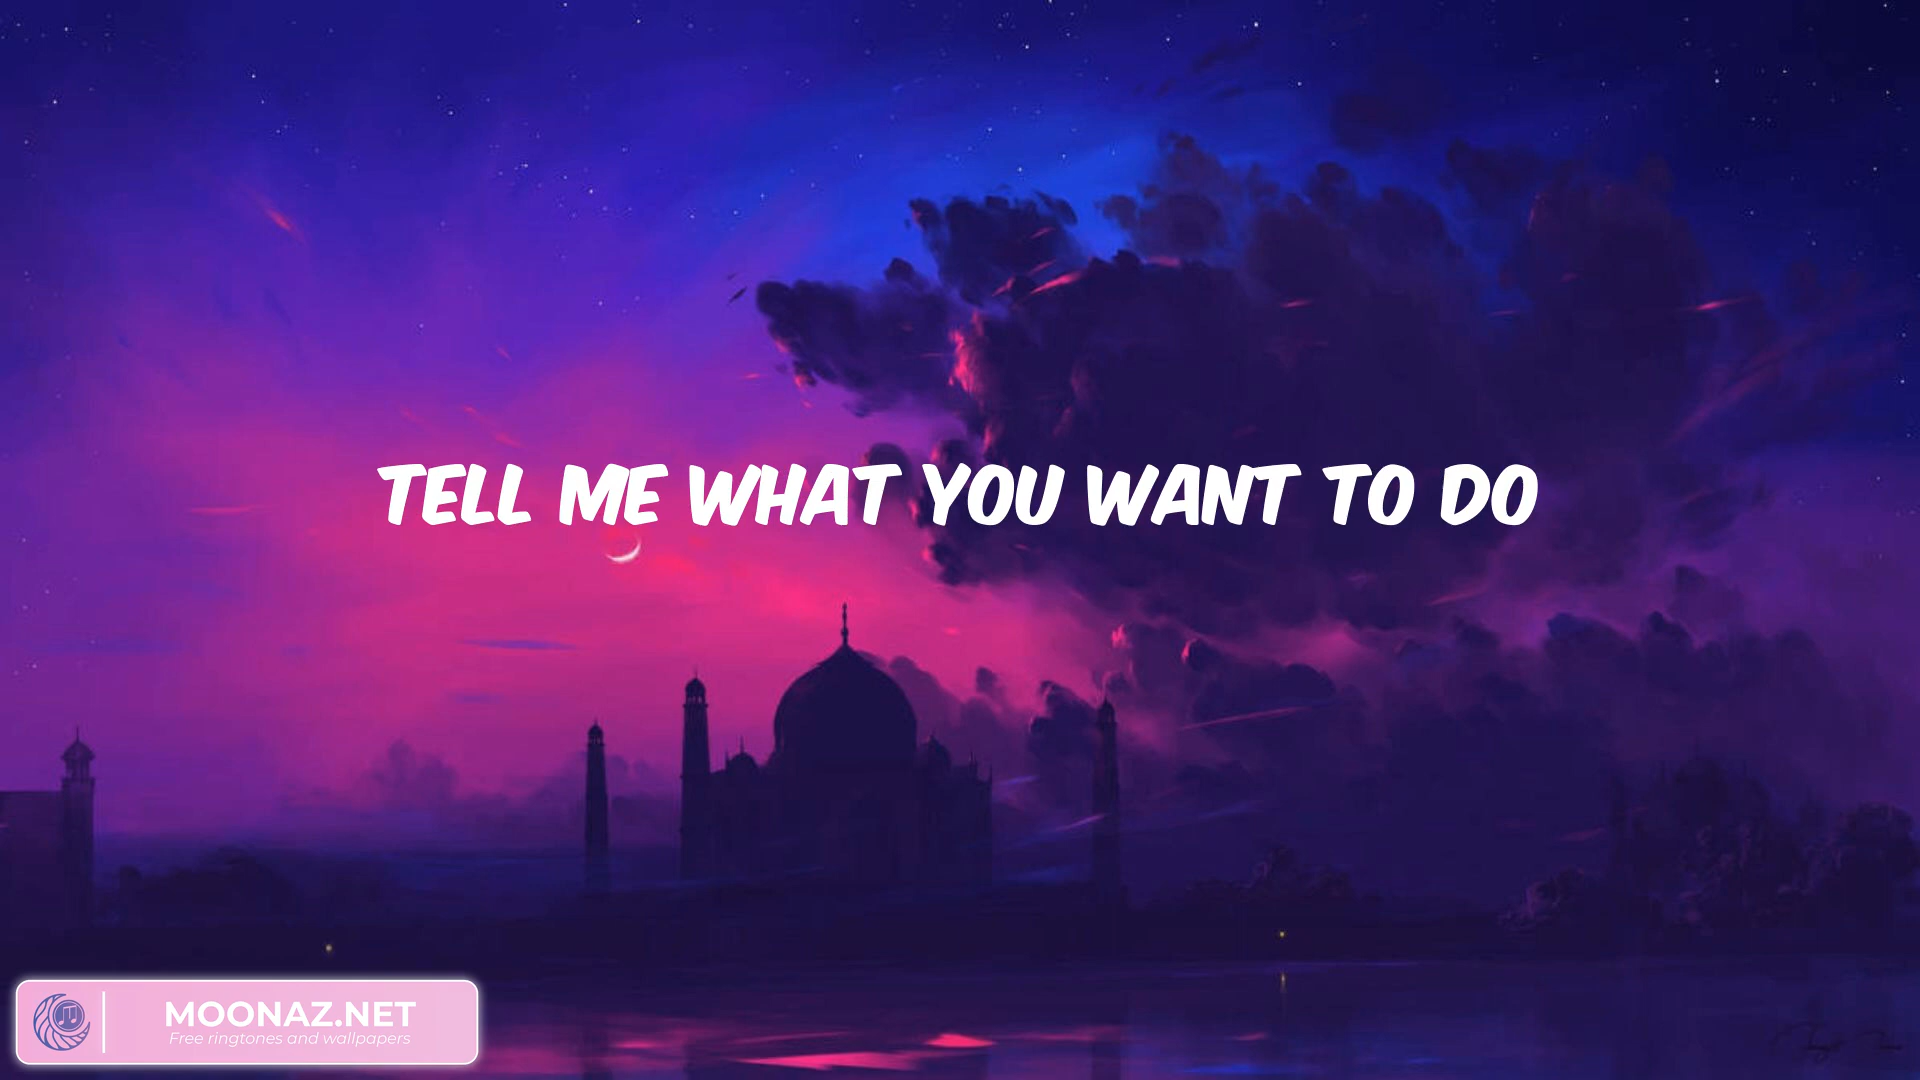 TELL ME WHAT YOU WANT TO DO
MOONAZ.NET
Free ringtones and wallpapers